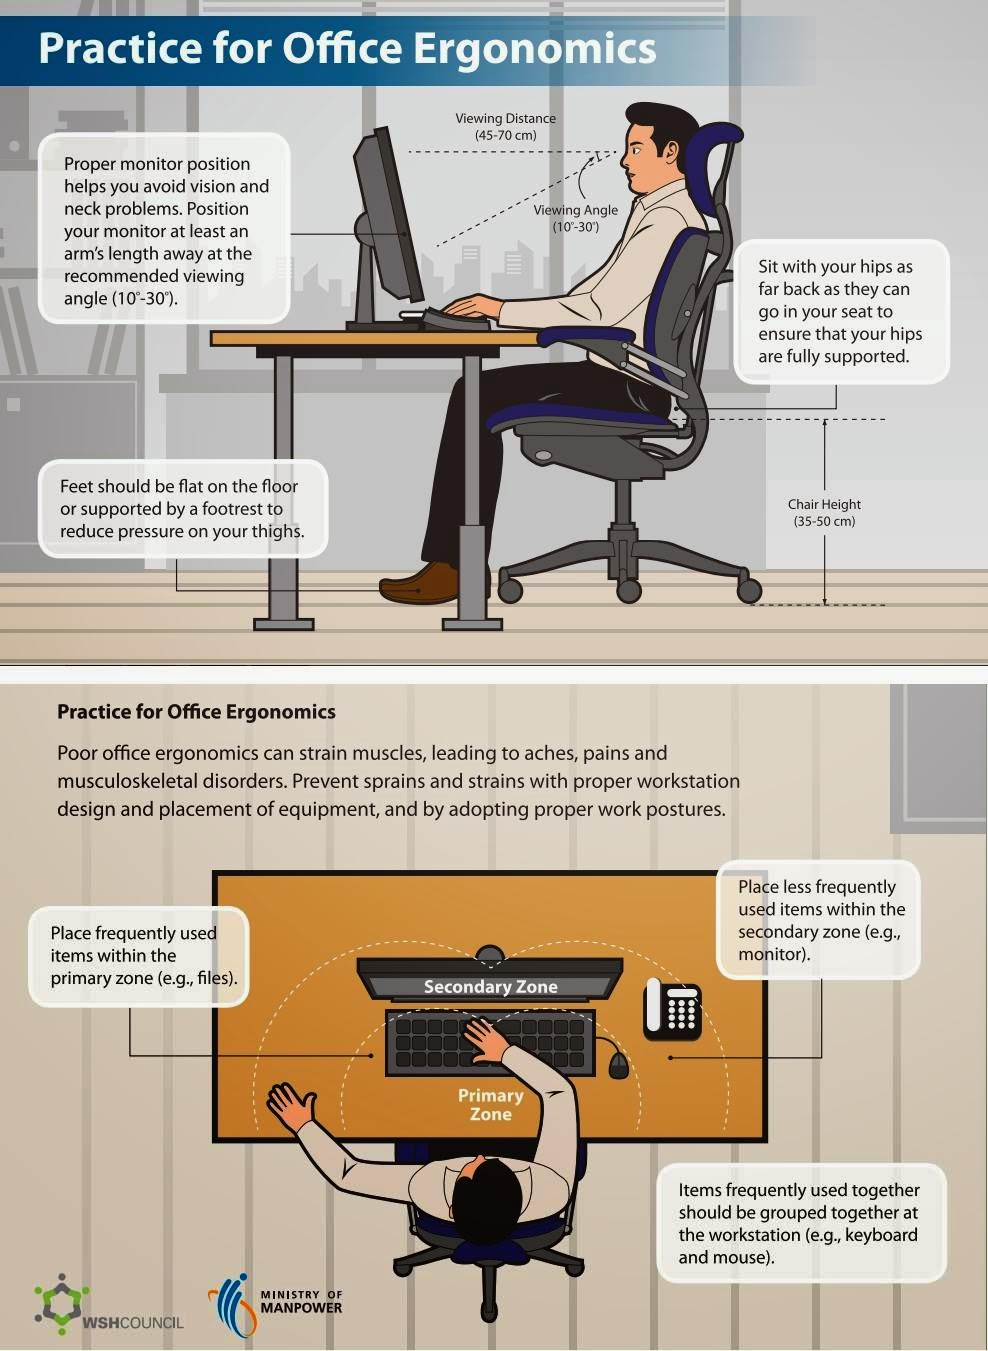 Practice for Office Ergonomics
Viewing Distance
(45-70 cm)
Proper monitor position
helps you avoid vision and
neck problems. Position
your monitor at least an
arm's length away at the
recommended viewing
angle (10°-30°).
Viewing Angle
(10°-30°)
Sit with your hips as
far back as they can
go in your seat to
ensure that your hips
are fully supported.
Feet should be flat on the floor
or supported by a footrest to
reduce pressure on your thighs.
Chair Height
(35-50 cm)
Practice for Office Ergonomics
Poor office ergonomics can strain muscles, leading to aches, pains and
musculoskeletal disorders. Prevent sprains and strains with proper workstation
design and placement of equipment, and by adopting proper work postures.
Place less frequently
used items within the
secondary zone (e.g.,
monitor).
Place frequently used
items within the
primary zone (e.g., files).
Secondary Zone
Primary
Zone
Items frequently used together
should be grouped together at
the workstation (e.g., keyboard
and mouse).
WSHCOUNCIL
MINISTRY OF
MANPOWER